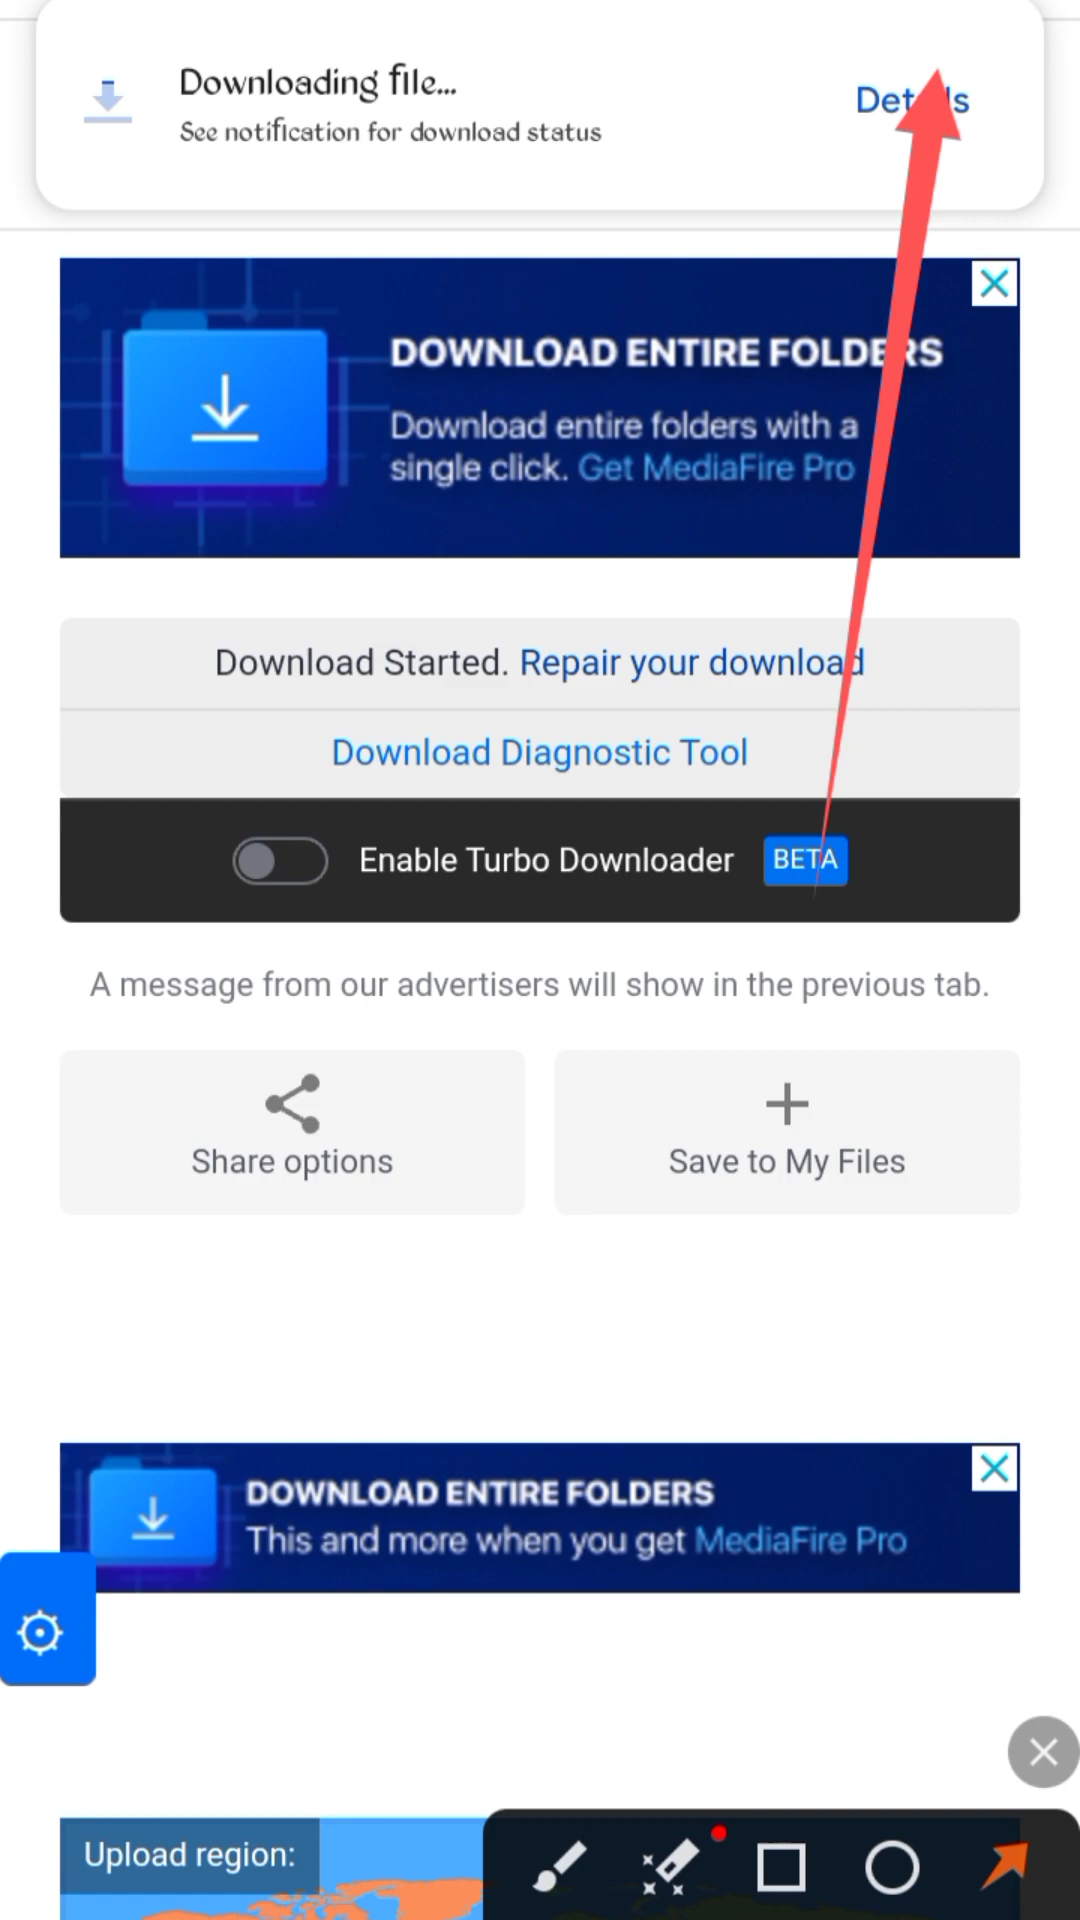 Downloading file...
See notification for download status
Details
DOWNLOAD ENTIRE FOLDERS
Download entire folders with a
single click. Get MediaFire Pro
Download Started. Repair your download
Download Diagnostic Tool
Enable Turbo Downloader BETA
A message from our advertisers will show in the previous tab.
Share options
Save to My Files
DOWNLOAD ENTIRE FOLDERS
This and more when you get MediaFire Pro
Upload region: